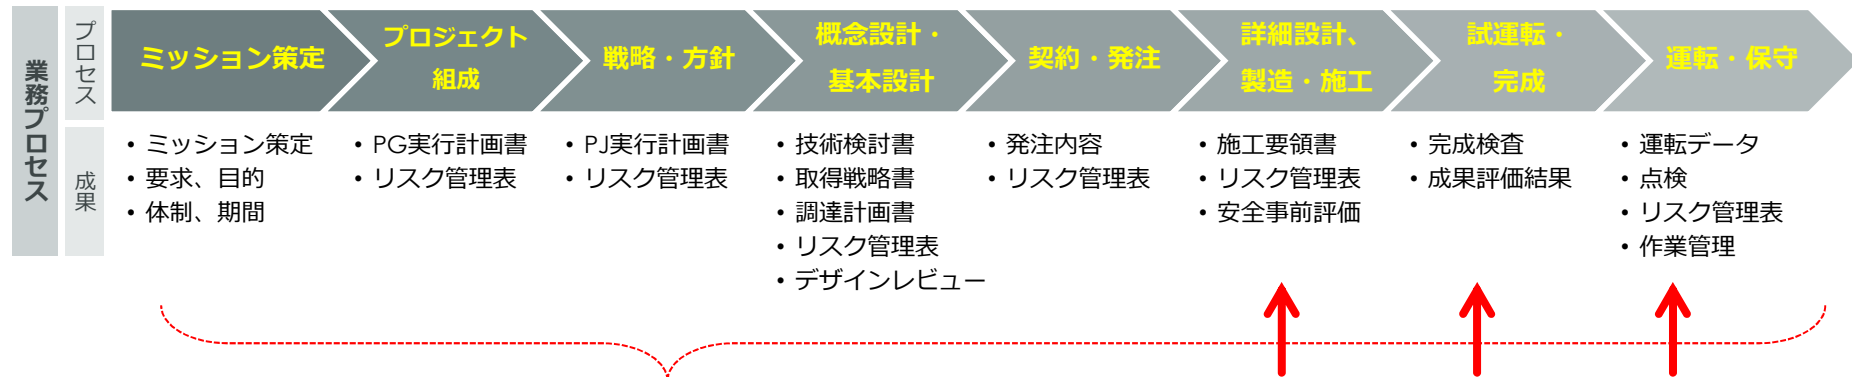 業務プロセス
プロセス
ミッション策定
プロジェクト
組成
戦略・方針
概念設計・
基本設計
契約・発注
詳細設計、
製造・施工
試運転・
完成
運転・保守
成果
• ミッション策定
• 要求、目的
• 体制、期間
• PG実行計画書
• リスク管理表
• PJ実行計画書
• リスク管理表
• 技術検討書
• 取得戦略書
• 調達計画書
• リスク管理表
• デザインレビュー
• 発注内容
• リスク管理表
• 施工要領書
• リスク管理表
• 安全事前評価
• 完成検査
• 成果評価結果
• 運転データ
• 点検
• リスク管理表
• 作業管理